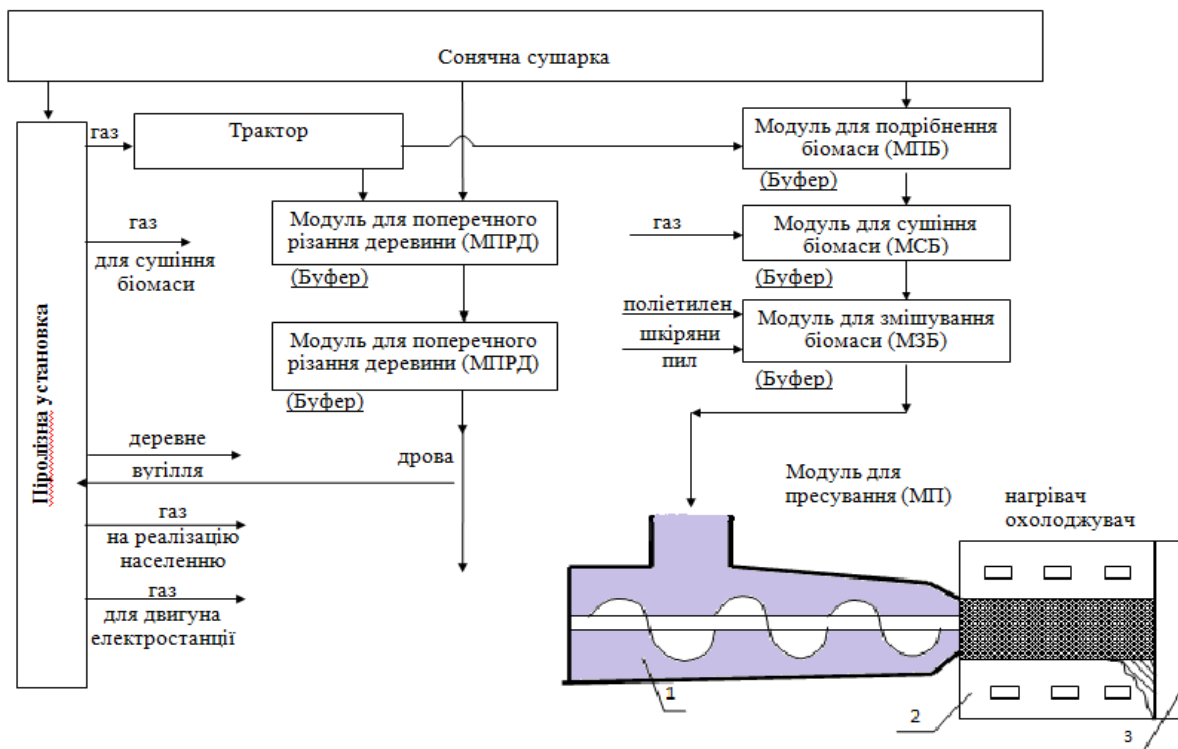 Сонячна сушарка
Піролізна установка
газ
Трактор
Модуль для подрібнення
біомаси (МПБ)
(Буфер)
Модуль для поперечного
різання деревини (МПРД)
(Буфер)
газ
для сушіння
біомаси
газ
Модуль для сушіння
біомаси (МСБ)
(Буфер)
поліетилен
шкіряни
пил
Модуль для змішування
біомаси (МЗБ)
(Буфер)
Модуль для поперечного
різання деревини (МПРД)
(Буфер)
деревне
вугілля
дрова
газ
на реалізацію
населенню
газ
для двигуна
електростанції
Модуль для
пресування (МП)
нагрівач
охолоджувач
1
2
3